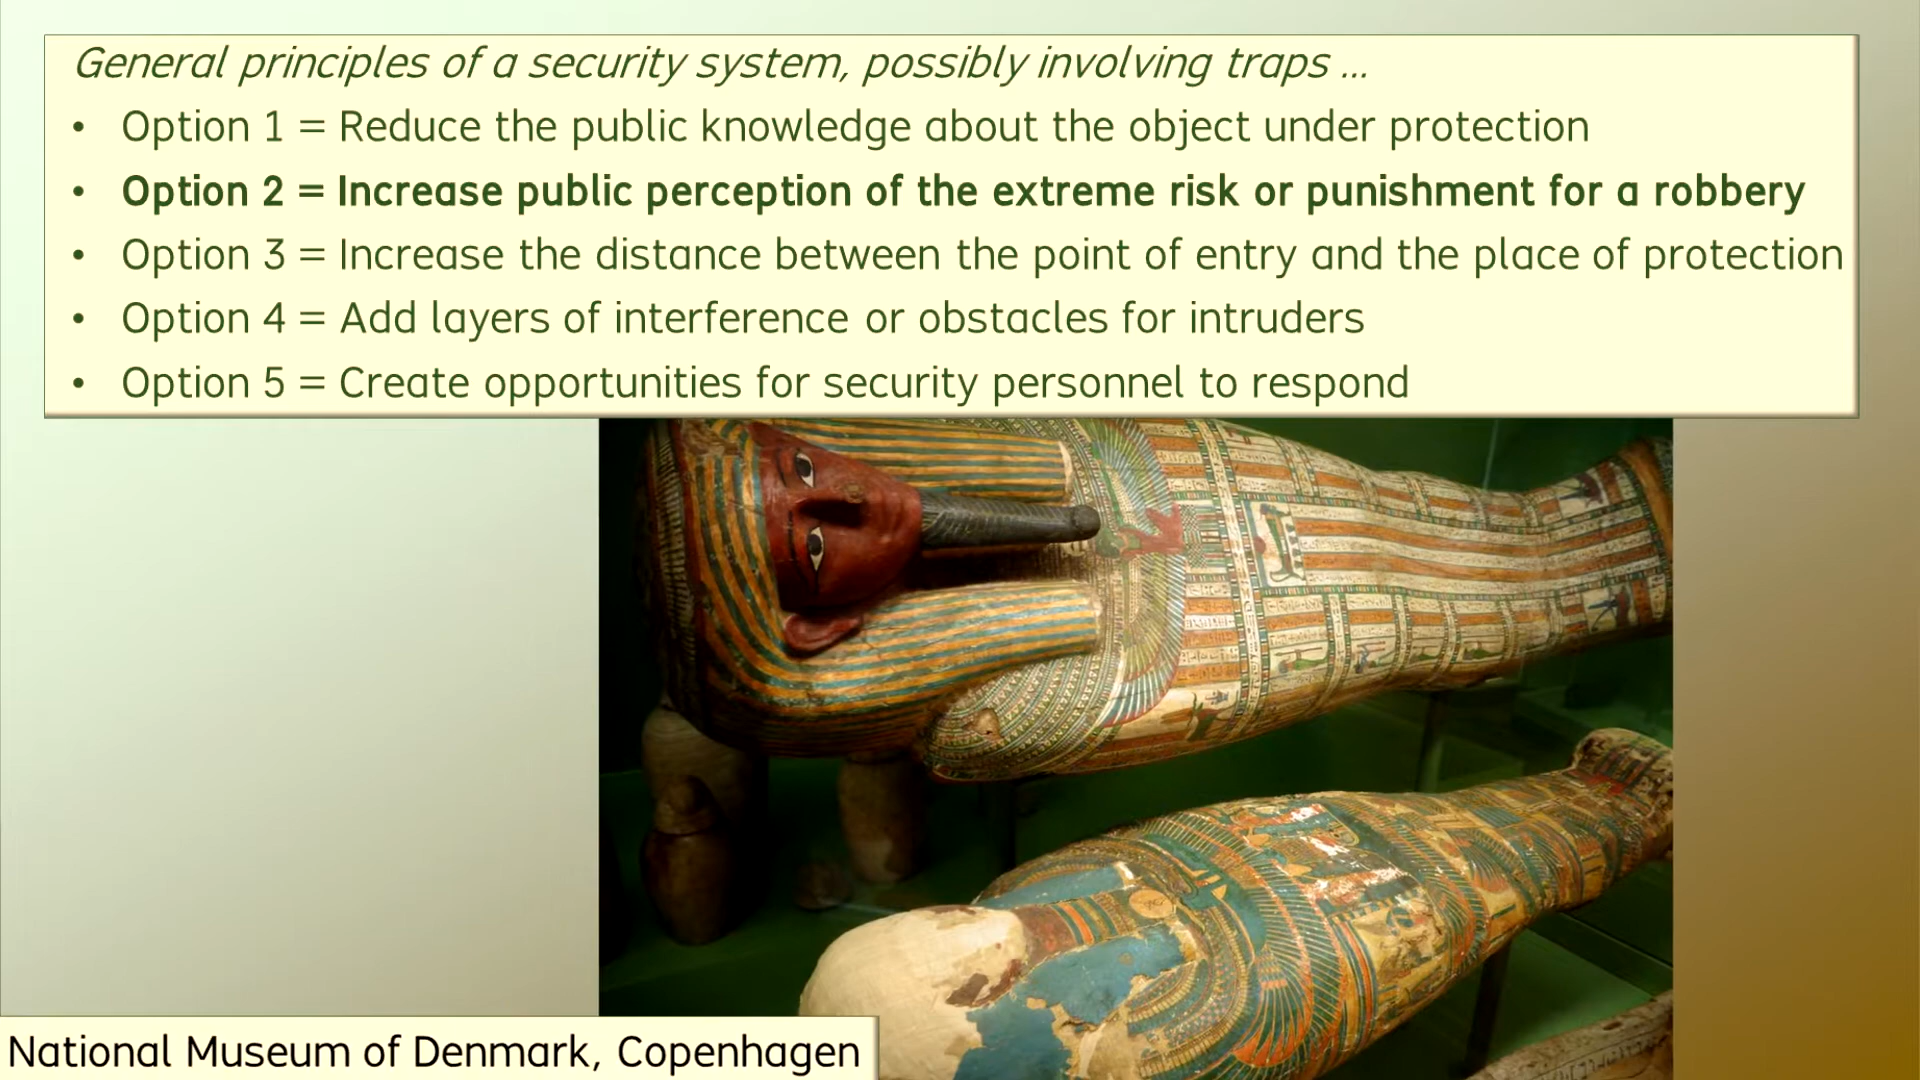 General principles of a security system, possibly involving traps ...
• Option 1 = Reduce the public knowledge about the object under protection
• Option 2 = Increase public perception of the extreme risk or punishment for a robbery
• Option 3 = Increase the distance between the point of entry and the place of protection
• Option 4 = Add layers of interference or obstacles for intruders
• Option 5 = Create opportunities for security personnel to respond
National Museum of Denmark, Copenhagen